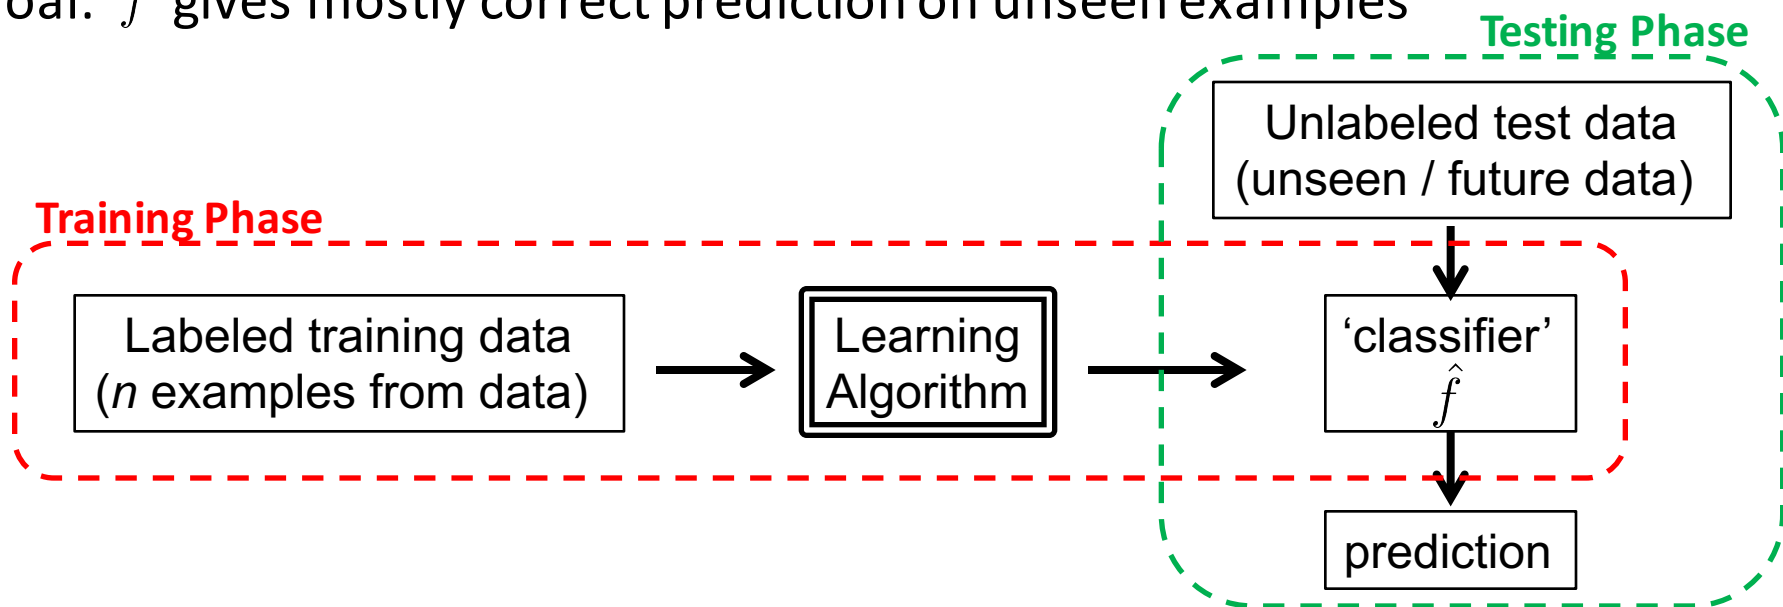 oal: f̂ gives mostly correct prediction on unseen examples
Testing Phase
Unlabeled test data
(unseen / future data)
Training Phase
Labeled training data
(n examples from data)
Learning
Algorithm
‘classifier’
f̂
prediction